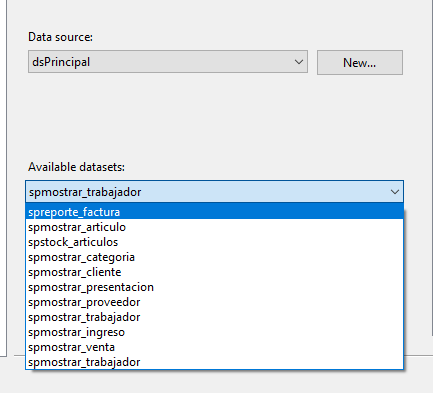 Data source:
dsPrincipal
New...
Available datasets:
spmostrar_trabajador
spreporte_factura
spmostrar_articulo
spstock_articulos
spmostrar_categoria
spmostrar_cliente
spmostrar_presentacion
spmostrar_proveedor
spmostrar_trabajador
spmostrar_ingreso
spmostrar_venta
spmostrar_trabajador